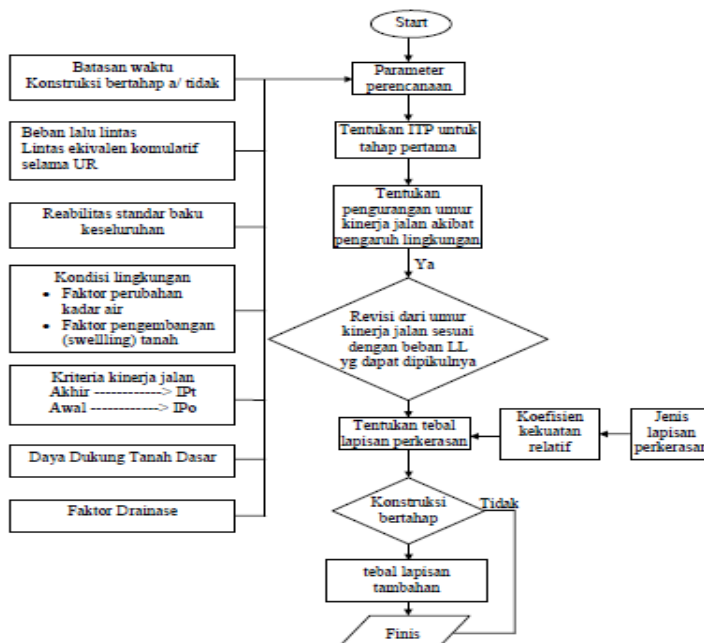 Start
Batasan waktu
Konstruksi bertahap a/ tidak
Parameter
perencanaan
Beban lalu lintas
Lintas ekivalen komulatif
selama UR
Tentukan ITP untuk
tahap pertama
Reabilitas standar baku
keseluruhan
Tentukan
pengurangan umur
kinerja jalan akibat
pengaruh lingkungan
Ya
Kondisi lingkungan
• Faktor perubahan
kadar air
• Faktor pengembangan
(swellling) tanah
Revisi dari umur
kinerja jalan sesuai
dengan beban LL
yg dapat dipikulnya
Kriteria kinerja jalan
Akhir ------------> IPt
Awal ------------> IPo
Tentukan tebal
lapisan perkerasan
Koefisien
kekuatan
relatif
Jenis
lapisan
perkerasan
Daya Dukung Tanah Dasar
Konstruksi
bertahap
Tidak
Faktor Drainase
tebal lapisan
tambahan
Finis